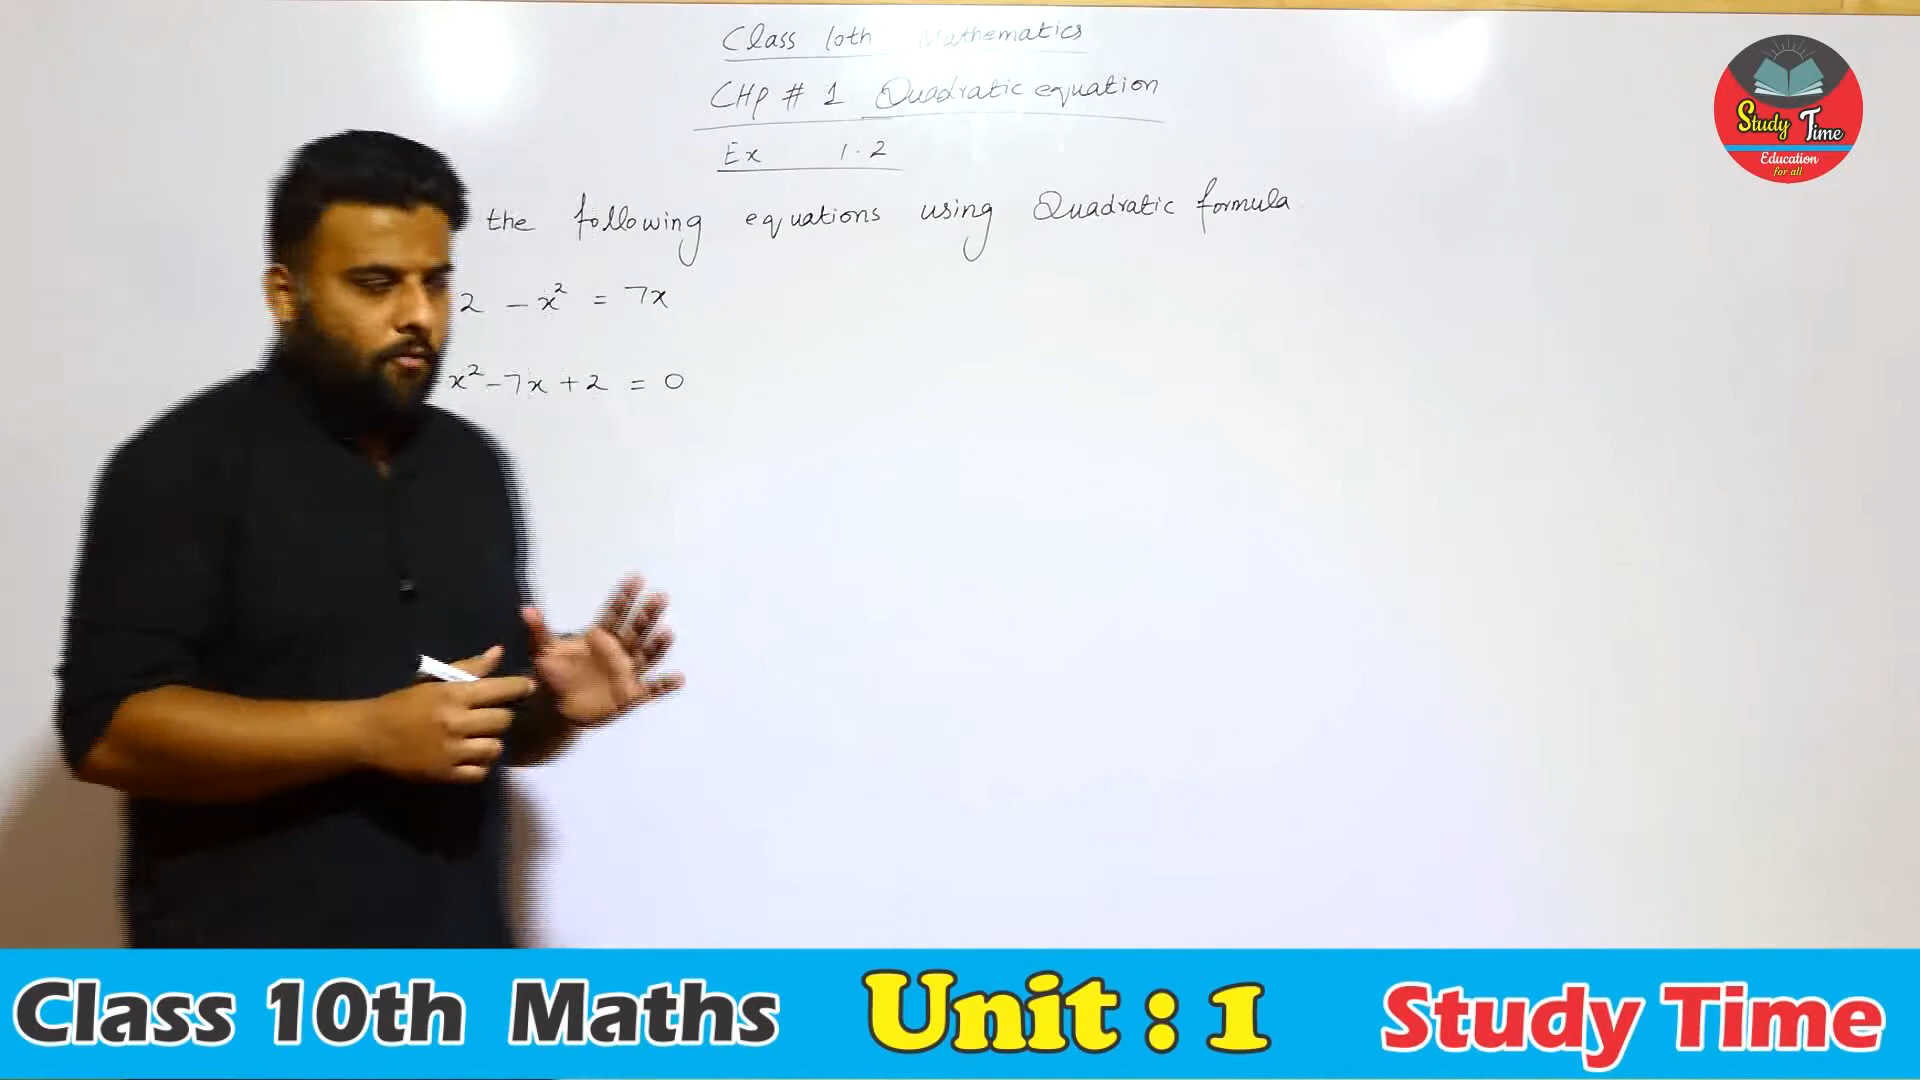 Class 10th Mathematics
CHP # 1 Quadratic equation
Ex 1.2
the following equations using Quadratic formula
2 - x² = 7x
x² - 7x + 2 = 0
Study Time
Education
for all
Class 10th Maths Unit : 1 Study Time